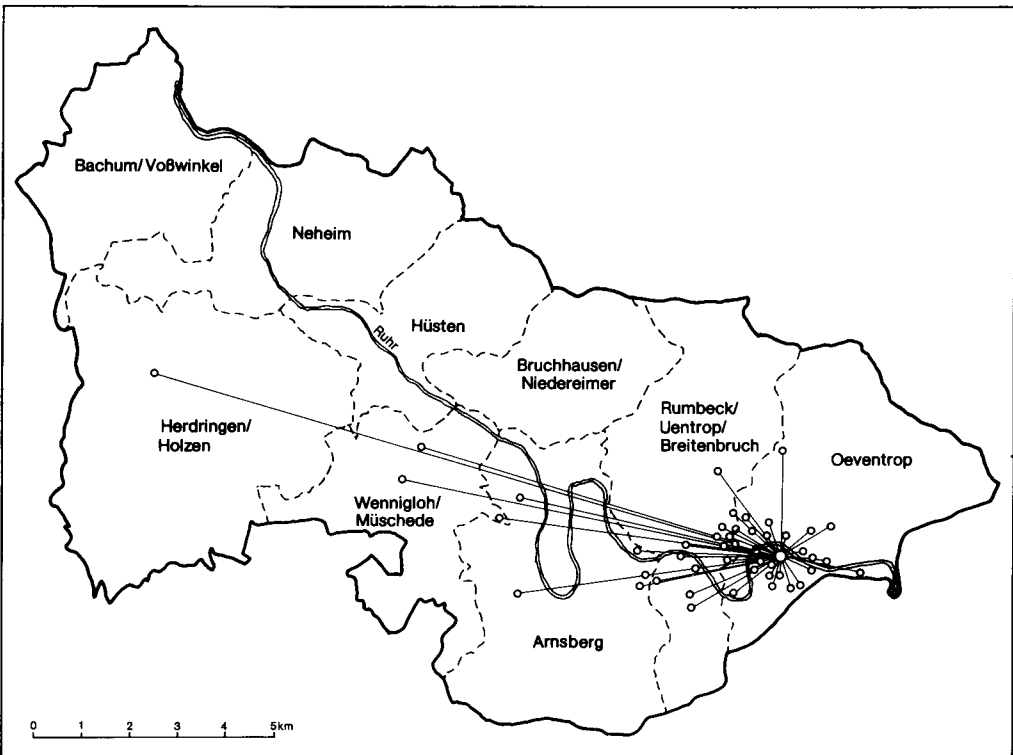 Bachum/Voßwinkel
Neheim
Ruhr
Hüsten
Bruchhausen/
Niedereimer
Herdringen/
Holzen
Rumbeck/
Uentrop/
Breitenbruch
Oeventrop
Wennigloh/
Müschede
Arnsberg
0 1 2 3 4 5km